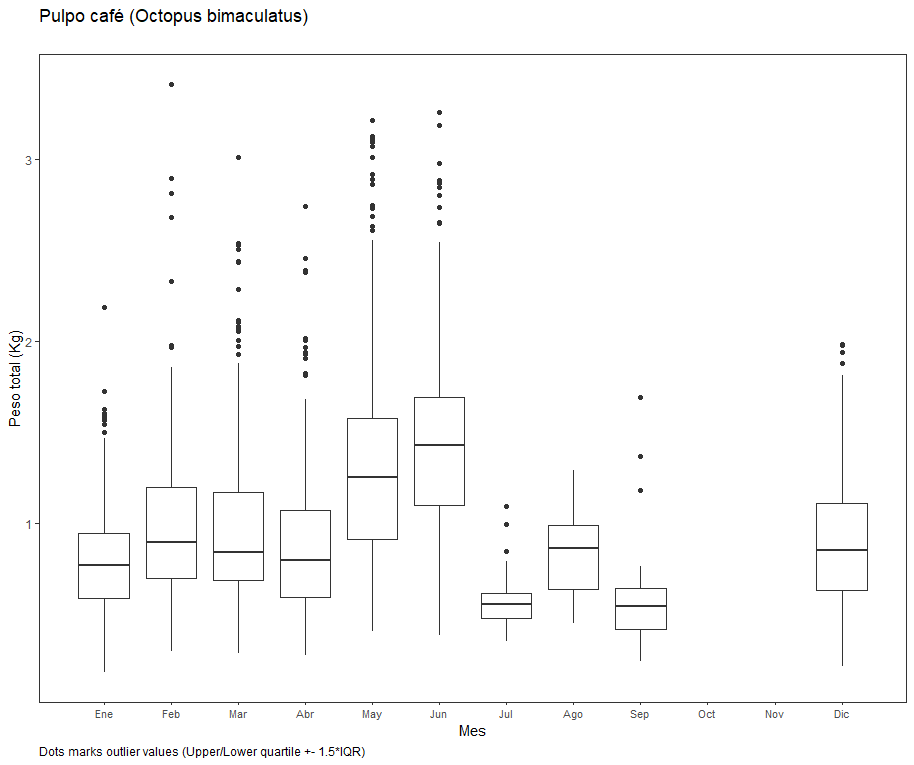 Pulpo café (Octopus bimaculatus)
Peso total (Kg)
3
2
1
Ene Feb Mar Abr May Jun Jul Ago Sep Oct Nov Dic
Mes
Dots marks outlier values (Upper/Lower quartile +- 1.5*IQR)